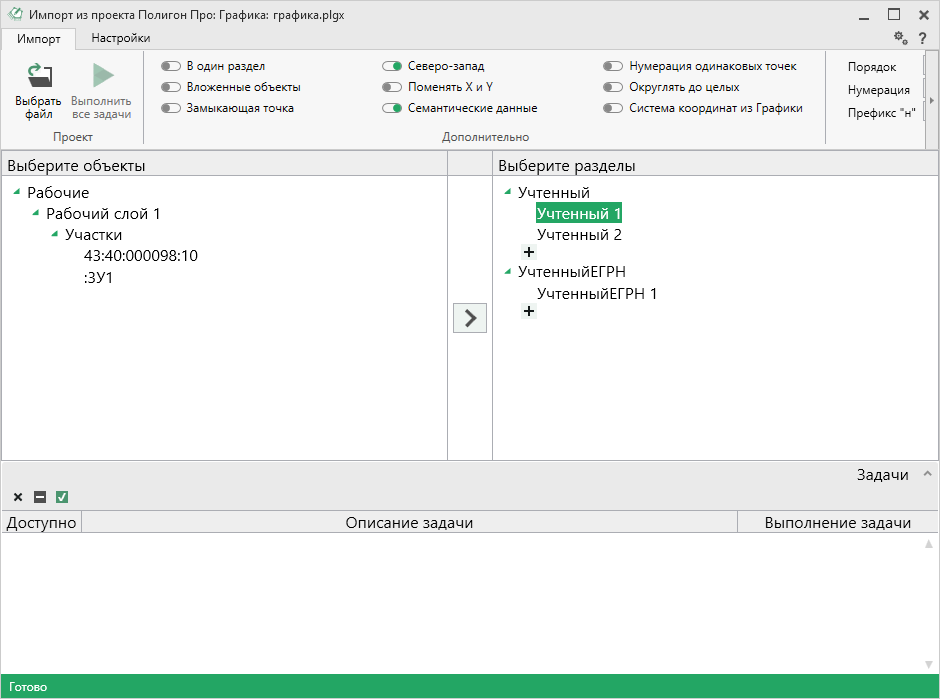 Импорт из проекта Полигон Про: Графика: графика.plgx
Импорт Настройки
?
Выбрать файл
Выполнить все задачи
Проект
В один раздел
Вложенные объекты
Замыкающая точка
Северо-запад
Поменять X и Y
Семантические данные
Нумерация одинаковых точек
Округлять до целых
Система координат из Графики
Дополнительно
Порядок
Нумерация
Префикс "н"
Выберите объекты
Рабочие
Рабочий слой 1
Участки
43:40:000098:10
:ЗУ1
Выберите разделы
Учтенный
Учтенный 1
Учтенный 2
+
УчтенныйЕГРН
УчтенныйЕГРН 1
+
Задачи
Доступно Описание задачи Выполнение задачи
Готово